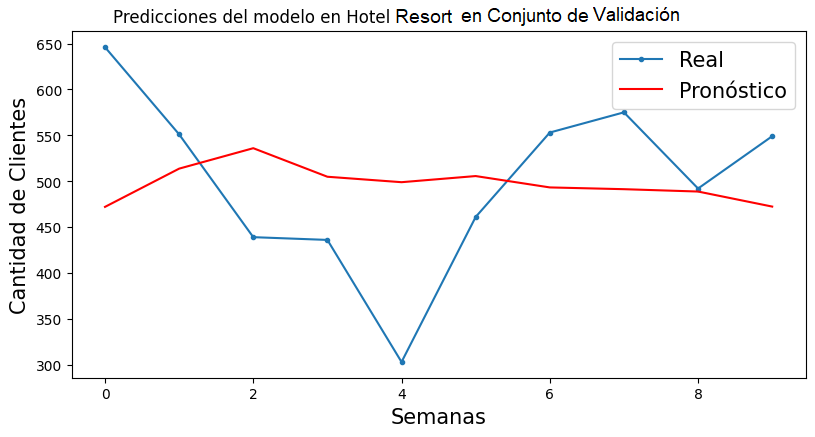 Predicciones del modelo en Hotel Resort en Conjunto de Validación
Real
Pronóstico
Cantidad de Clientes
650
600
550
500
450
400
350
300
0 2 4 6 8
Semanas